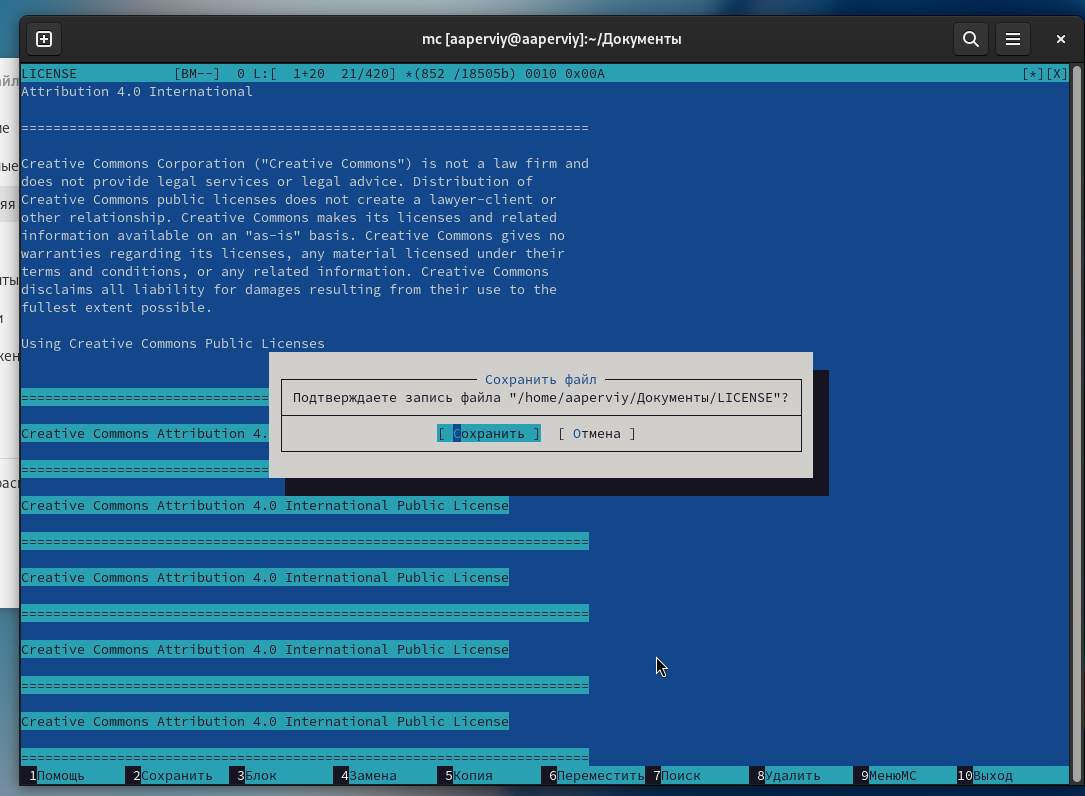 mc [aaperviy@aaperviy]:~/Документы
LICENSE [BM--] 0 L:[ 1+20 21/420] *(852 /18505b) 0010 0x00A [*][X]
Attribution 4.0 International
=======================================================================
Creative Commons Corporation ("Creative Commons") is not a law firm and
does not provide legal services or legal advice. Distribution of
Creative Commons public licenses does not create a lawyer-client or
other relationship. Creative Commons makes its licenses and related
information available on an "as-is" basis. Creative Commons gives no
warranties regarding its licenses, any material licensed under their
terms and conditions, or any related information. Creative Commons
disclaims all liability for damages resulting from their use to the
fullest extent possible.
Using Creative Commons Public Licenses
Сохранить файл
===============================
Подтверждаете запись файла "/home/aaperviy/Документы/LICENSE"?
Creative Commons Attribution 4.
[ Сохранить ] [ Отмена ]
===============================
Creative Commons Attribution 4.0 International Public License
=======================================================================
Creative Commons Attribution 4.0 International Public License
=======================================================================
Creative Commons Attribution 4.0 International Public License
=======================================================================
Creative Commons Attribution 4.0 International Public License
=======================================================================
1Помощь 2Сохранить 3Блок 4Замена 5Копия 6Переместить 7Поиск 8Удалить 9МенюMC 10Выход